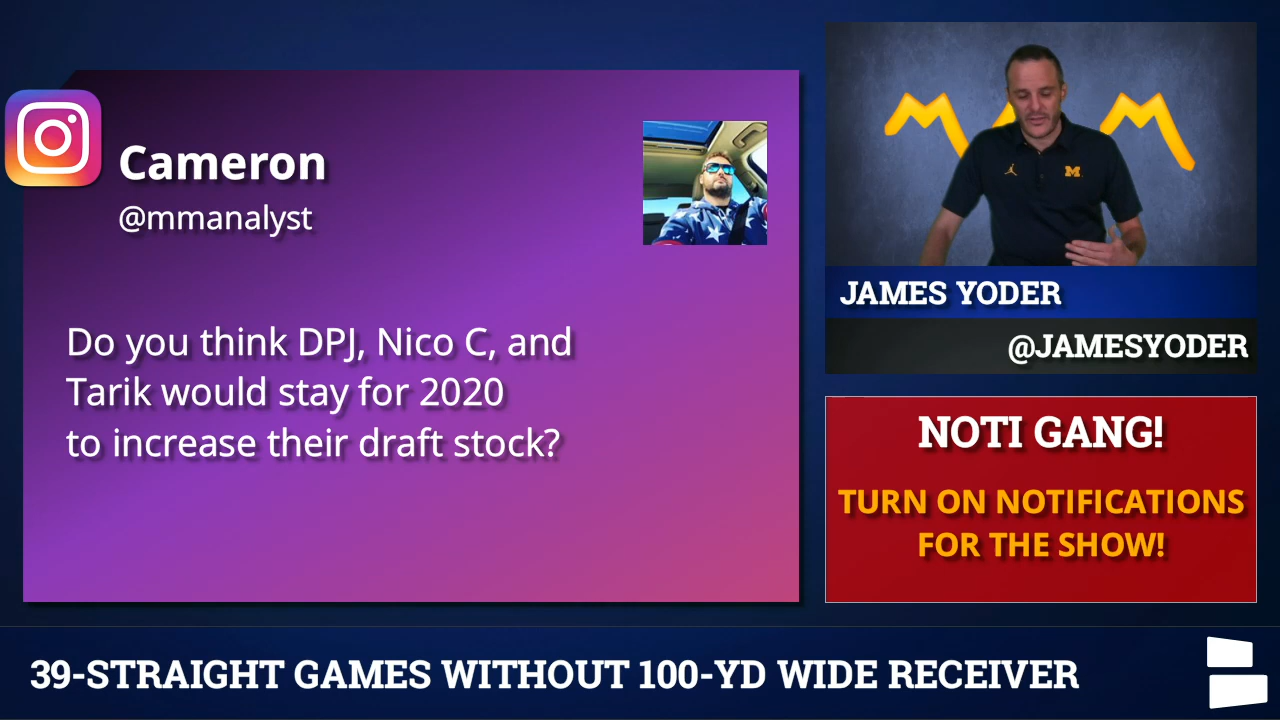 Cameron
@mmanalyst
Do you think DPJ, Nico C, and
Tarik would stay for 2020
to increase their draft stock?
M
JAMES YODER
@JAMESYODER
NOTI GANG!
TURN ON NOTIFICATIONS
FOR THE SHOW!
39-STRAIGHT GAMES WITHOUT 100-YD WIDE RECEIVER